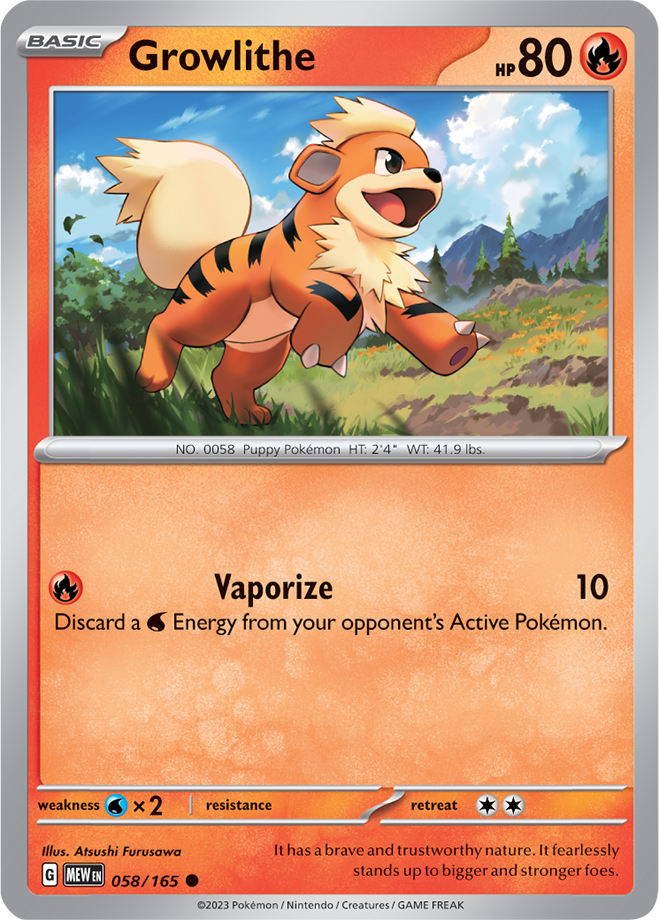 BASIC Growlithe HP 80
NO. 0058 Puppy Pokémon HT: 2'4" WT: 41.9 lbs.
Vaporize 10
Discard a Energy from your opponent's Active Pokémon.
weakness ×2 resistance retreat
Illus. Atsushi Furusawa
It has a brave and trustworthy nature. It fearlessly
stands up to bigger and stronger foes.
G MEW EN 058/165
©2023 Pokémon / Nintendo / Creatures / GAME FREAK